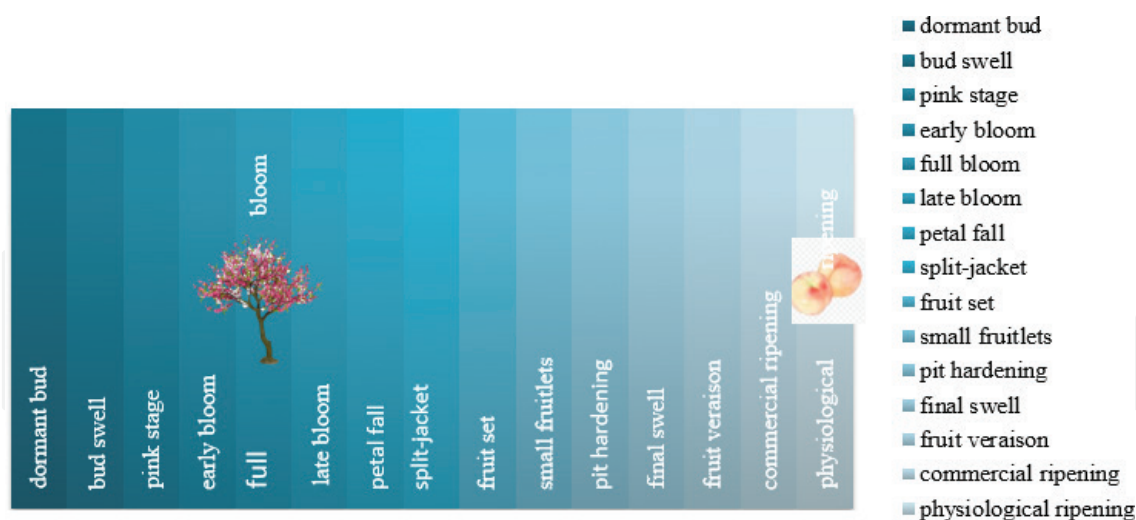 dormant bud
bud swell
pink stage
early bloom
full bloom
late bloom
petal fall
split-jacket
fruit set
small fruitlets
pit hardening
final swell
fruit veraison
commercial ripening
physiological ripening
dormant bud
bud swell
pink stage
early bloom
full bloom
late bloom
petal fall
split-jacket
fruit set
small fruitlets
pit hardening
final swell
fruit veraison
commercial ripening
physiological ripening